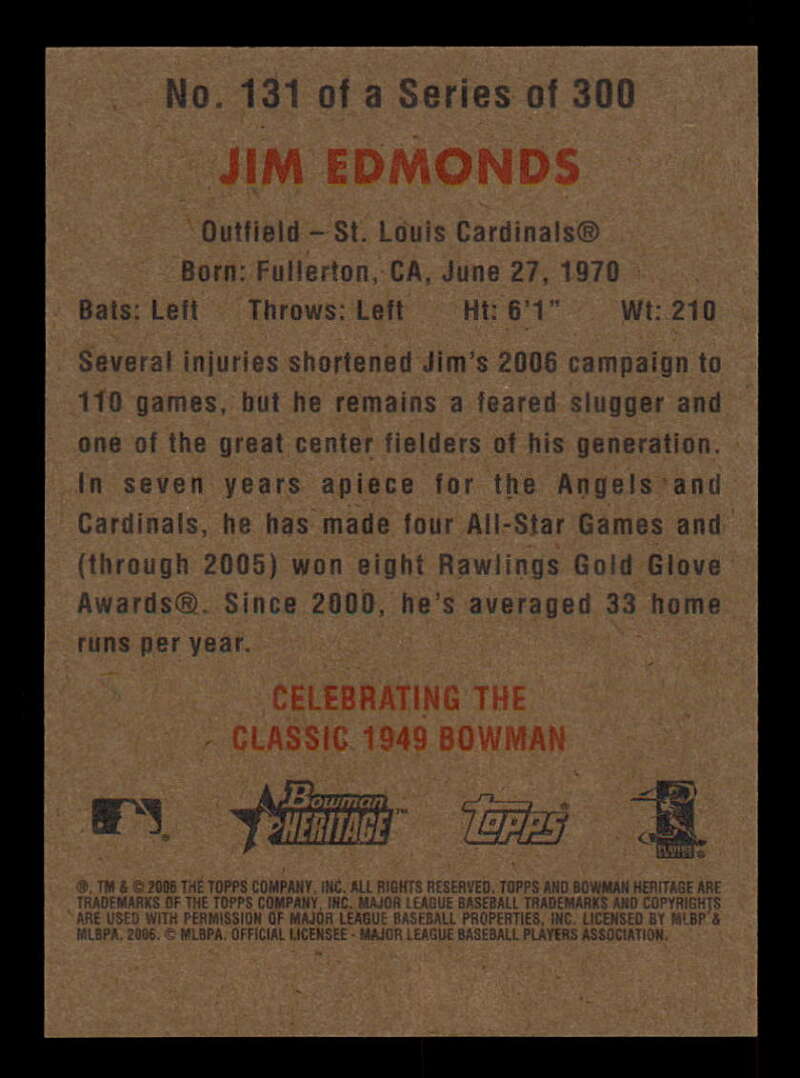 No. 131 of a Series of 300
JIM EDMONDS
Outfield – St. Louis Cardinals®
Born: Fullerton, CA, June 27, 1970
Bats: Left Throws: Left Ht: 6'1" Wt: 210
Several injuries shortened Jim's 2006 campaign to
110 games, but he remains a feared slugger and
one of the great center fielders of his generation.
In seven years apiece for the Angels and
Cardinals, he has made four All-Star Games and
(through 2005) won eight Rawlings Gold Glove
Awards®. Since 2000, he's averaged 33 home
runs per year.
CELEBRATING THE
CLASSIC 1949 BOWMAN
Bowman HERITAGE™ Topps® PLAYERS
®, TM & © 2006 THE TOPPS COMPANY, INC. ALL RIGHTS RESERVED. TOPPS AND BOWMAN HERITAGE ARE
TRADEMARKS OF THE TOPPS COMPANY, INC. MAJOR LEAGUE BASEBALL TRADEMARKS AND COPYRIGHTS
ARE USED WITH PERMISSION OF MAJOR LEAGUE BASEBALL PROPERTIES, INC. LICENSED BY MLBP &
MLBPA, 2006. © MLBPA. OFFICIAL LICENSEE - MAJOR LEAGUE BASEBALL PLAYERS ASSOCIATION.